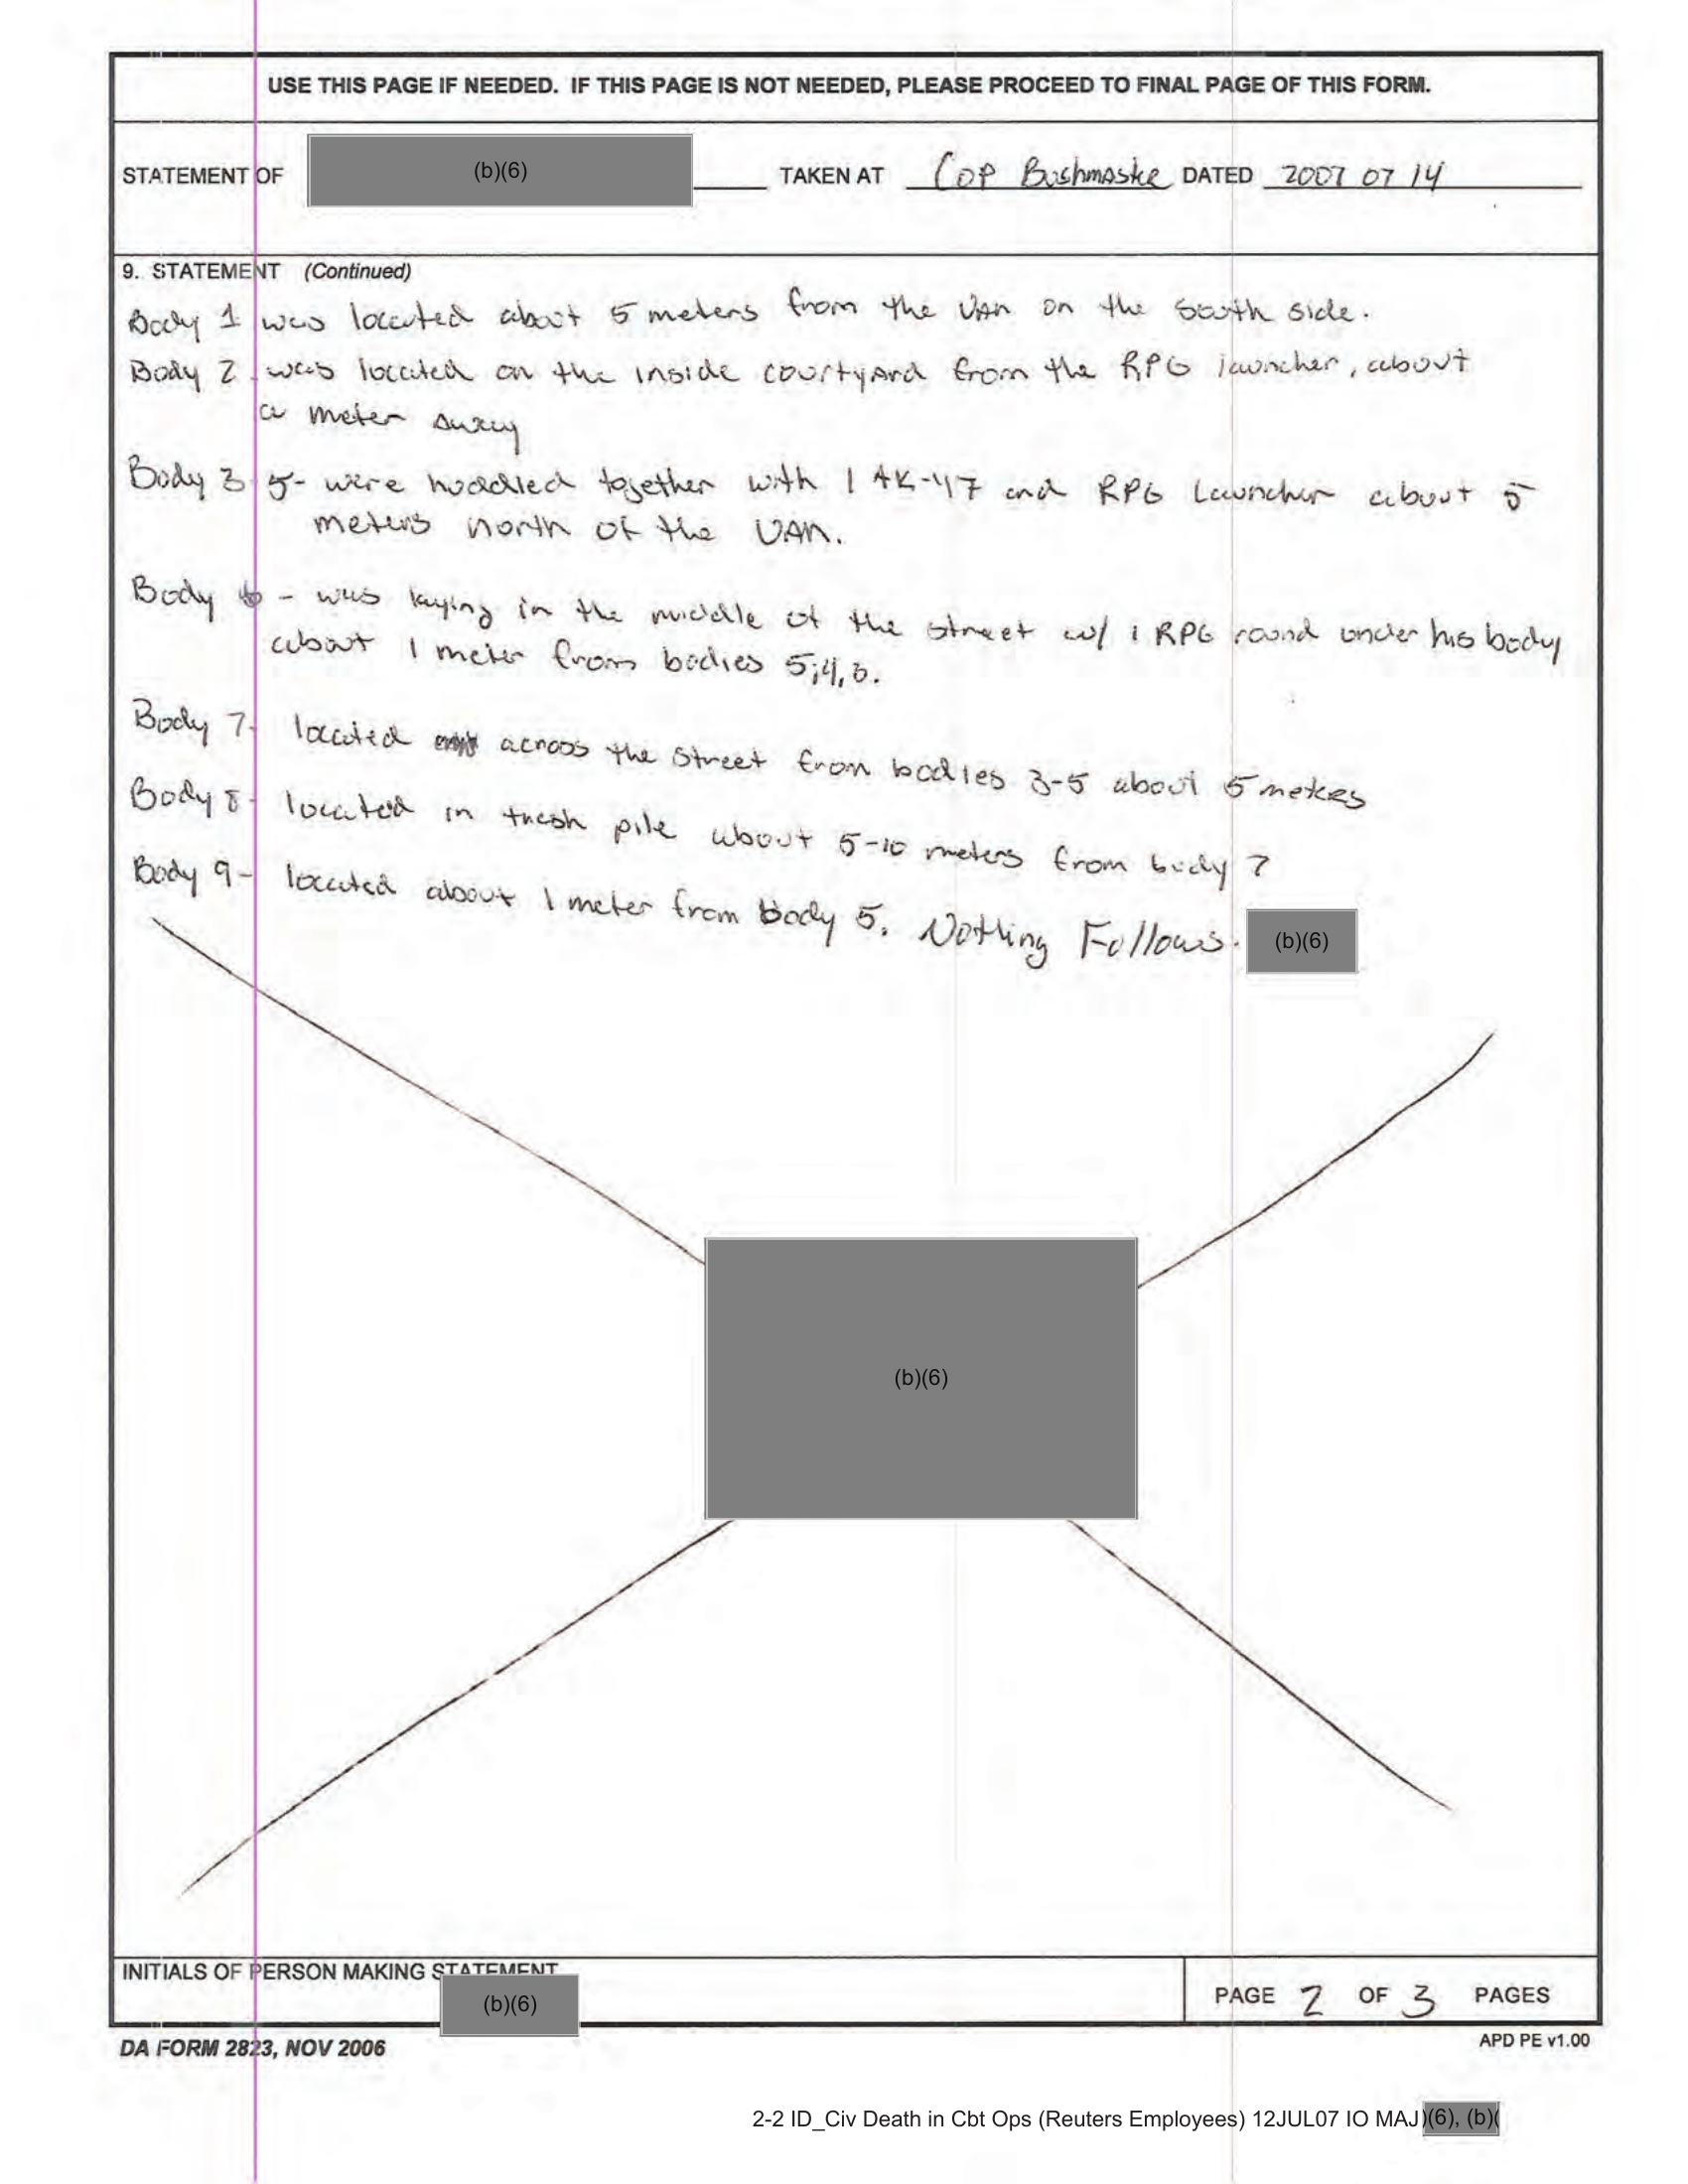 USE THIS PAGE IF NEEDED. IF THIS PAGE IS NOT NEEDED, PLEASE PROCEED TO FINAL PAGE OF THIS FORM.
STATEMENT OF (b)(6) TAKEN AT COP Bushmaske DATED 2007 07 14
9. STATEMENT (Continued)
Body 1 was located about 5 meters from the VAN on the south side.
Body 2 was located on the inside courtyard from the RPG launcher, about
a meter away
Body 3 5- were huddled together with 1 AK-47 and RPG Launcher about 5
meters north of the VAN.
Body 6 - was laying in the middle of the street w/ 1 RPG round under his body
about 1 meter from bodies 5,4,3.
Body 7- located across the street from bodies 3-5 about 5 meters
Body 8- located in trash pile about 5-10 meters from body 7
Body 9- located about 1 meter from body 5. Nothing Follows. (b)(6)
(b)(6)
INITIALS OF PERSON MAKING STATEMENT
(b)(6)
PAGE 2 OF 3 PAGES
DA FORM 2823, NOV 2006
APD PE v1.00
2-2 ID_Civ Death in Cbt Ops (Reuters Employees) 12JUL07 IO MAJ )(6), (b)(